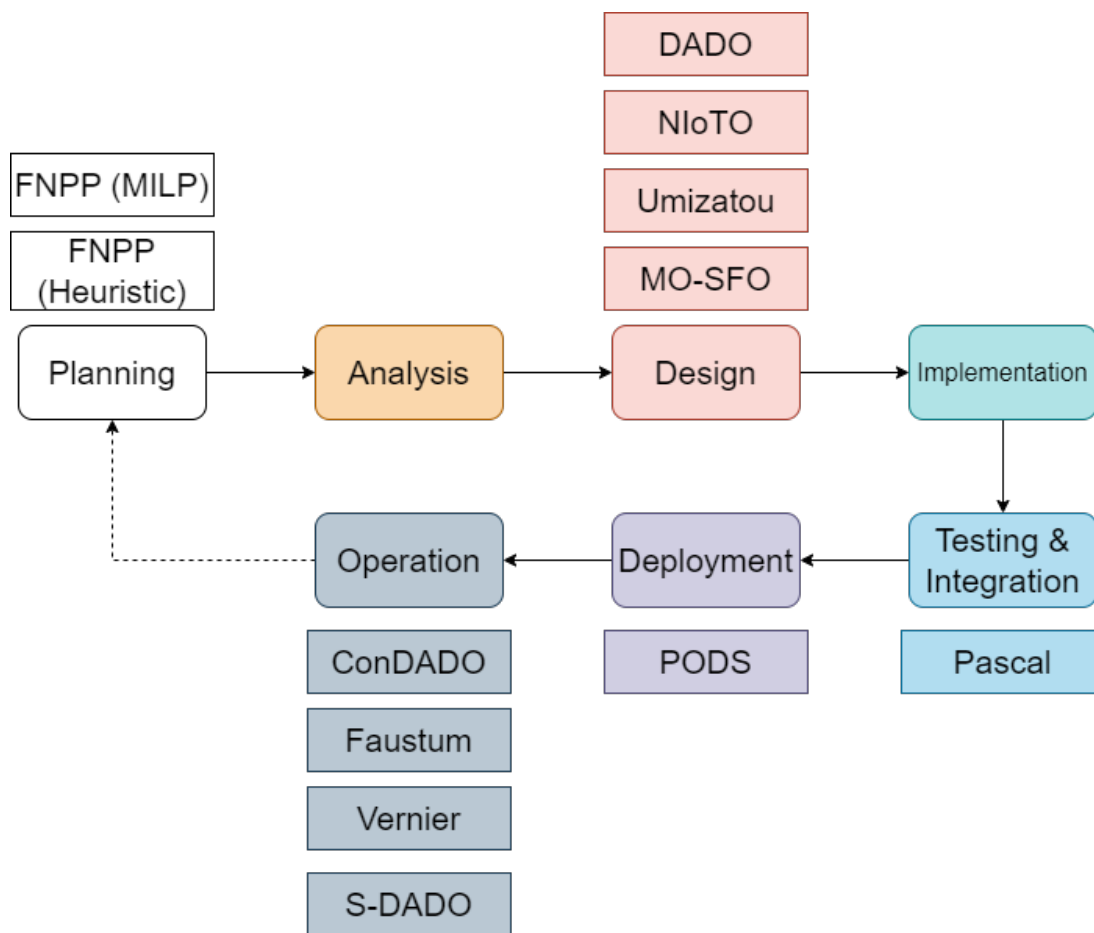 DADO
NIoTO
Umizatou
MO-SFO
FNPP (MILP)
FNPP
(Heuristic)
Planning
Analysis
Design
Implementation
Operation
Deployment
Testing &
Integration
ConDADO
Faustum
Vernier
S-DADO
PODS
Pascal